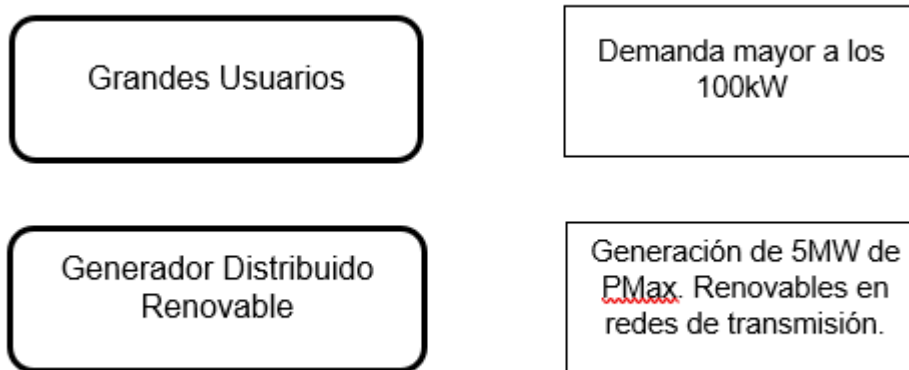 Grandes Usuarios
Demanda mayor a los
100kW
Generador Distribuido
Renovable
Generación de 5MW de
PMax. Renovables en
redes de transmisión.